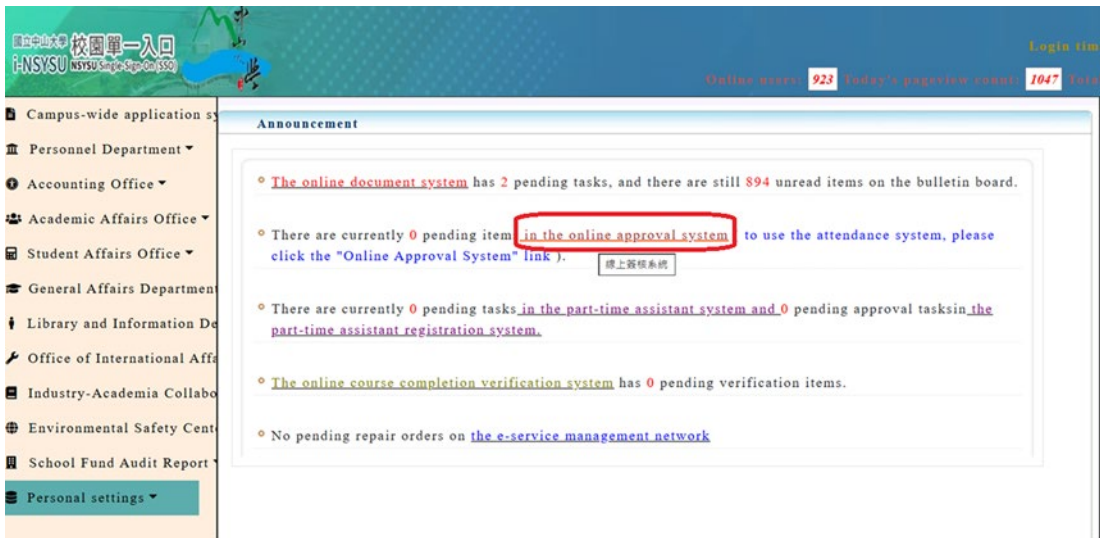 國立中山大學 校園單一入口
i-NSYSU NSYSU Single-Sign-On (SSO)
中山大學
Login tim
Online users: 923 Today's pageview count: 1047 Tota
Campus-wide application sy
Personnel Department
Accounting Office
Academic Affairs Office
Student Affairs Office
General Affairs Department
Library and Information De
Office of International Affa
Industry-Academia Collabo
Environmental Safety Cent
School Fund Audit Report
Personal settings
Announcement
The online document system has 2 pending tasks, and there are still 894 unread items on the bulletin board.
There are currently 0 pending item in the online approval system to use the attendance system, please
click the "Online Approval System" link ).
線上簽核系統
There are currently 0 pending tasks in the part-time assistant system and 0 pending approval tasksin the
part-time assistant registration system.
The online course completion verification system has 0 pending verification items.
No pending repair orders on the e-service management network